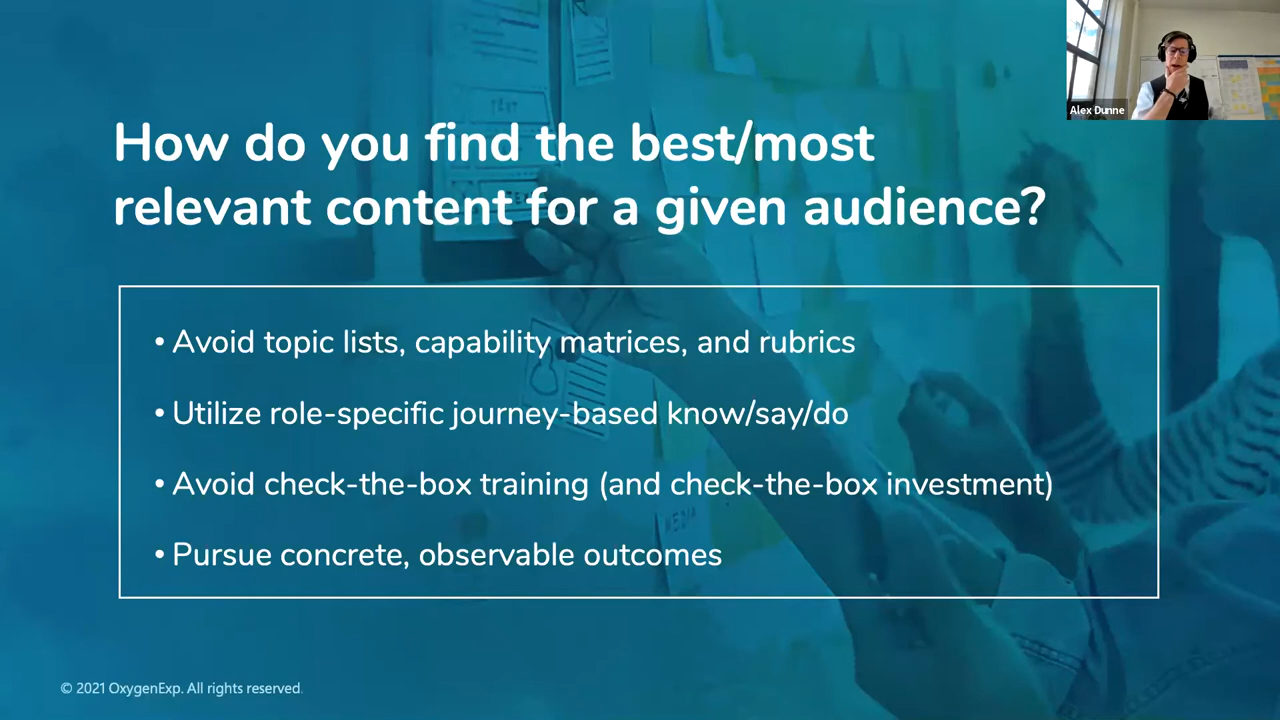 Alex Dunne
How do you find the best/most
relevant content for a given audience?
• Avoid topic lists, capability matrices, and rubrics
• Utilize role-specific journey-based know/say/do
• Avoid check-the-box training (and check-the-box investment)
• Pursue concrete, observable outcomes
TEXT
MEDIA
© 2021 OxygenExp. All rights reserved.